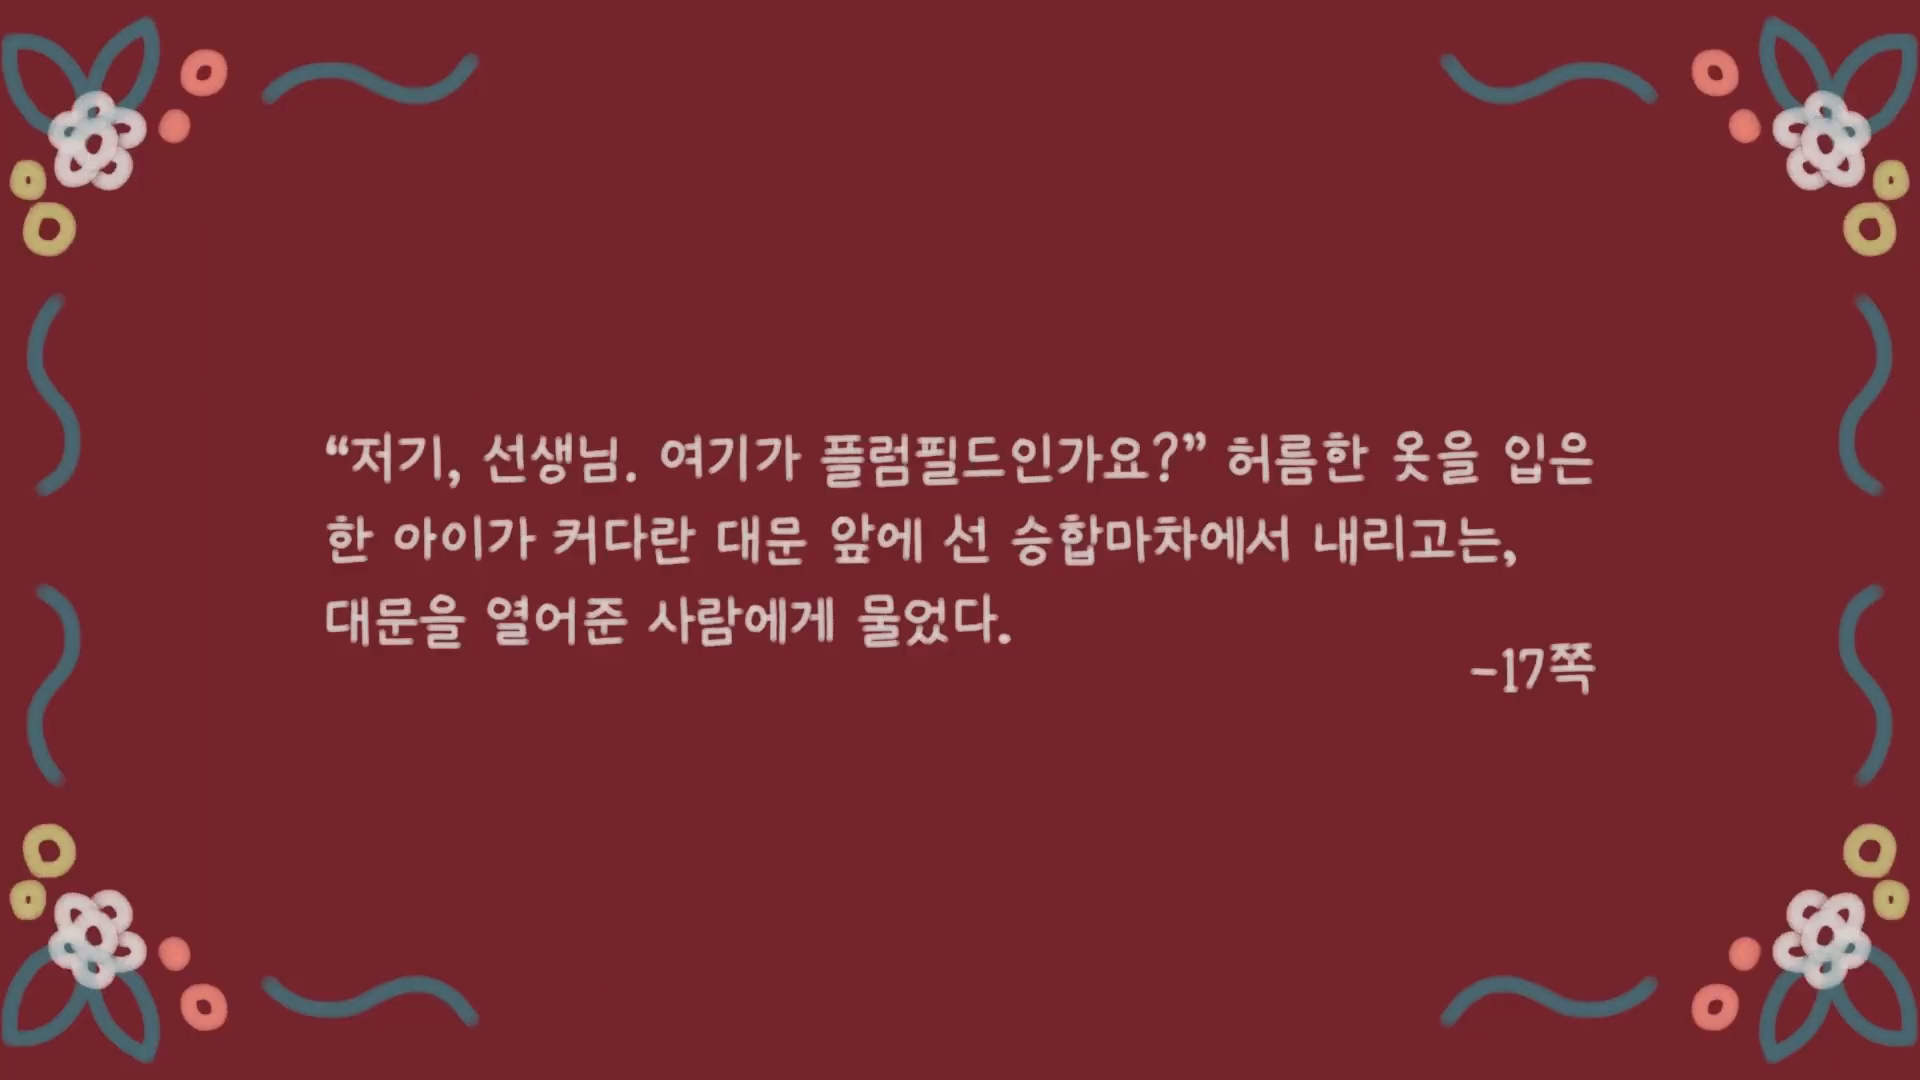 “저기, 선생님. 여기가 플럼필드인가요?” 허름한 옷을 입은
한 아이가 커다란 대문 앞에 선 승합마차에서 내리고는,
대문을 열어준 사람에게 물었다.
-17쪽